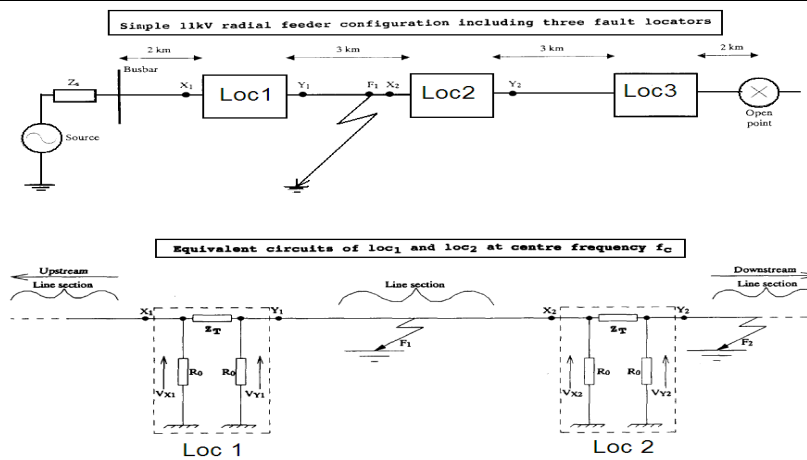 Simple 11kV radial feeder configuration including three fault locators
2 km
3 km
3 km
2 km
Busbar
Zs
X1
Loc1
Y1
F1
X2
Loc2
Y2
Loc3
Open
point
Source
Equivalent circuits of loc1 and loc2 at centre frequency fc
Upstream
Line section
Line section
Downstream
Line section
X1
Y1
X2
Y2
ZT
ZT
F1
F2
R0
R0
R0
R0
VX1
VY1
VX2
VY2
Loc 1
Loc 2